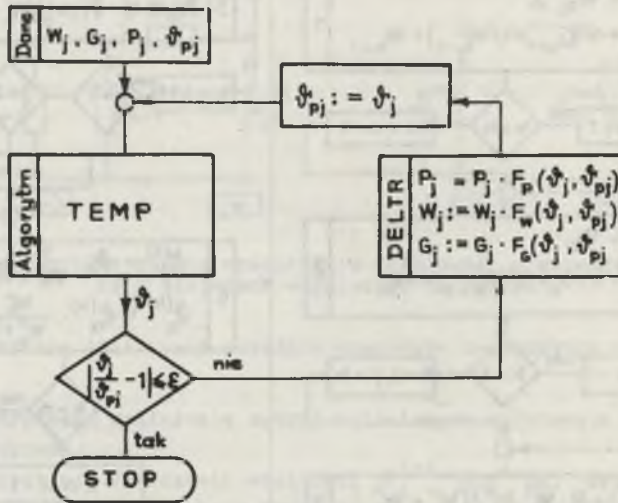 Dane
W_j, G_j, P_j, ϑ_pj
ϑ_pj := ϑ_j
Algorytm
TEMP
DELTR
P_j = P_j · F_P(ϑ_j, ϑ_pj)
W_j := W_j · F_W(ϑ_j, ϑ_pj)
G_j := G_j · F_G(ϑ_j, ϑ_pj
ϑ_j
|ϑ_j/ϑ_pj - 1| ≤ ε
nie
tak
STOP